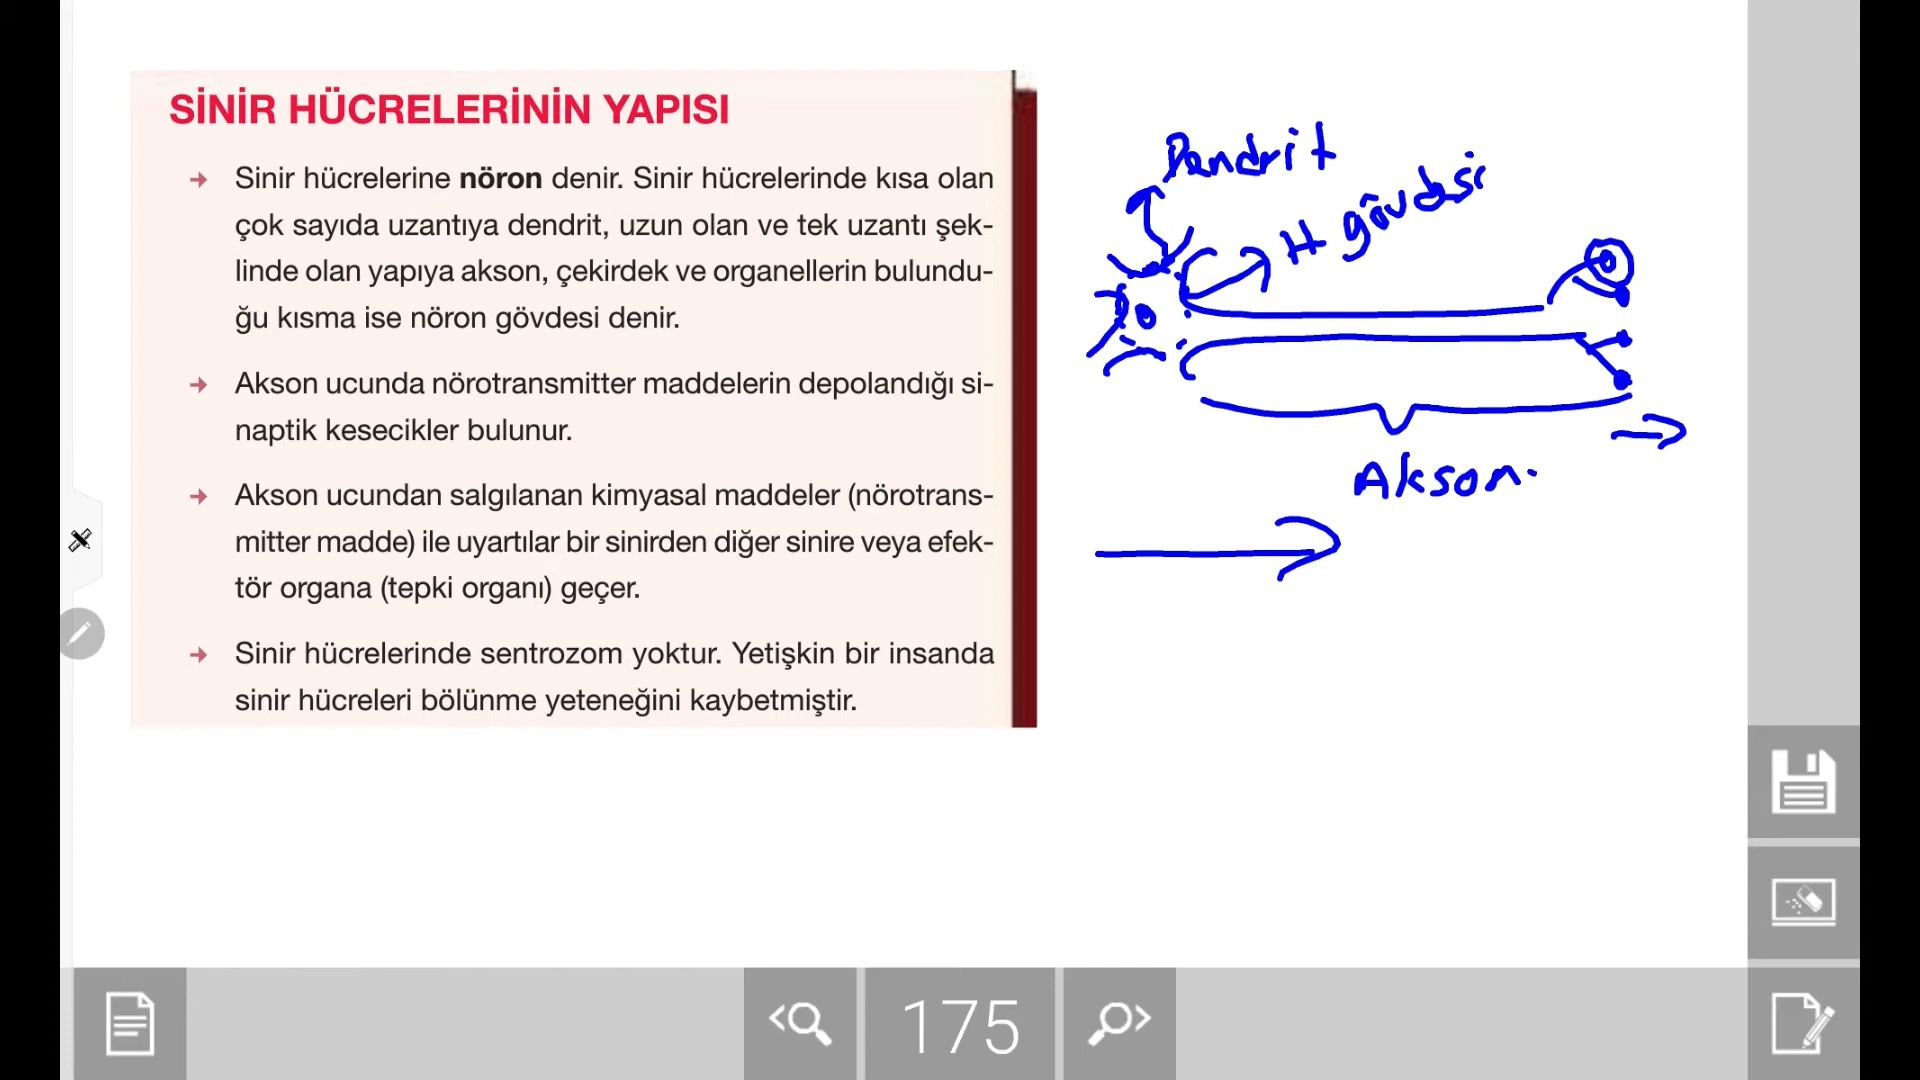 SİNİR HÜCRELERİNİN YAPISI
→ Sinir hücrelerine nöron denir. Sinir hücrelerinde kısa olan
çok sayıda uzantıya dendrit, uzun olan ve tek uzantı şek-
linde olan yapıya akson, çekirdek ve organellerin bulundu-
ğu kısma ise nöron gövdesi denir.
→ Akson ucunda nörotransmitter maddelerin depolandığı si-
naptik kesecikler bulunur.
→ Akson ucundan salgılanan kimyasal maddeler (nörotrans-
mitter madde) ile uyartılar bir sinirden diğer sinire veya efek-
tör organa (tepki organı) geçer.
→ Sinir hücrelerinde sentrozom yoktur. Yetişkin bir insanda
sinir hücreleri bölünme yeteneğini kaybetmiştir.
Dendrit
H gövdesi
Akson.
175